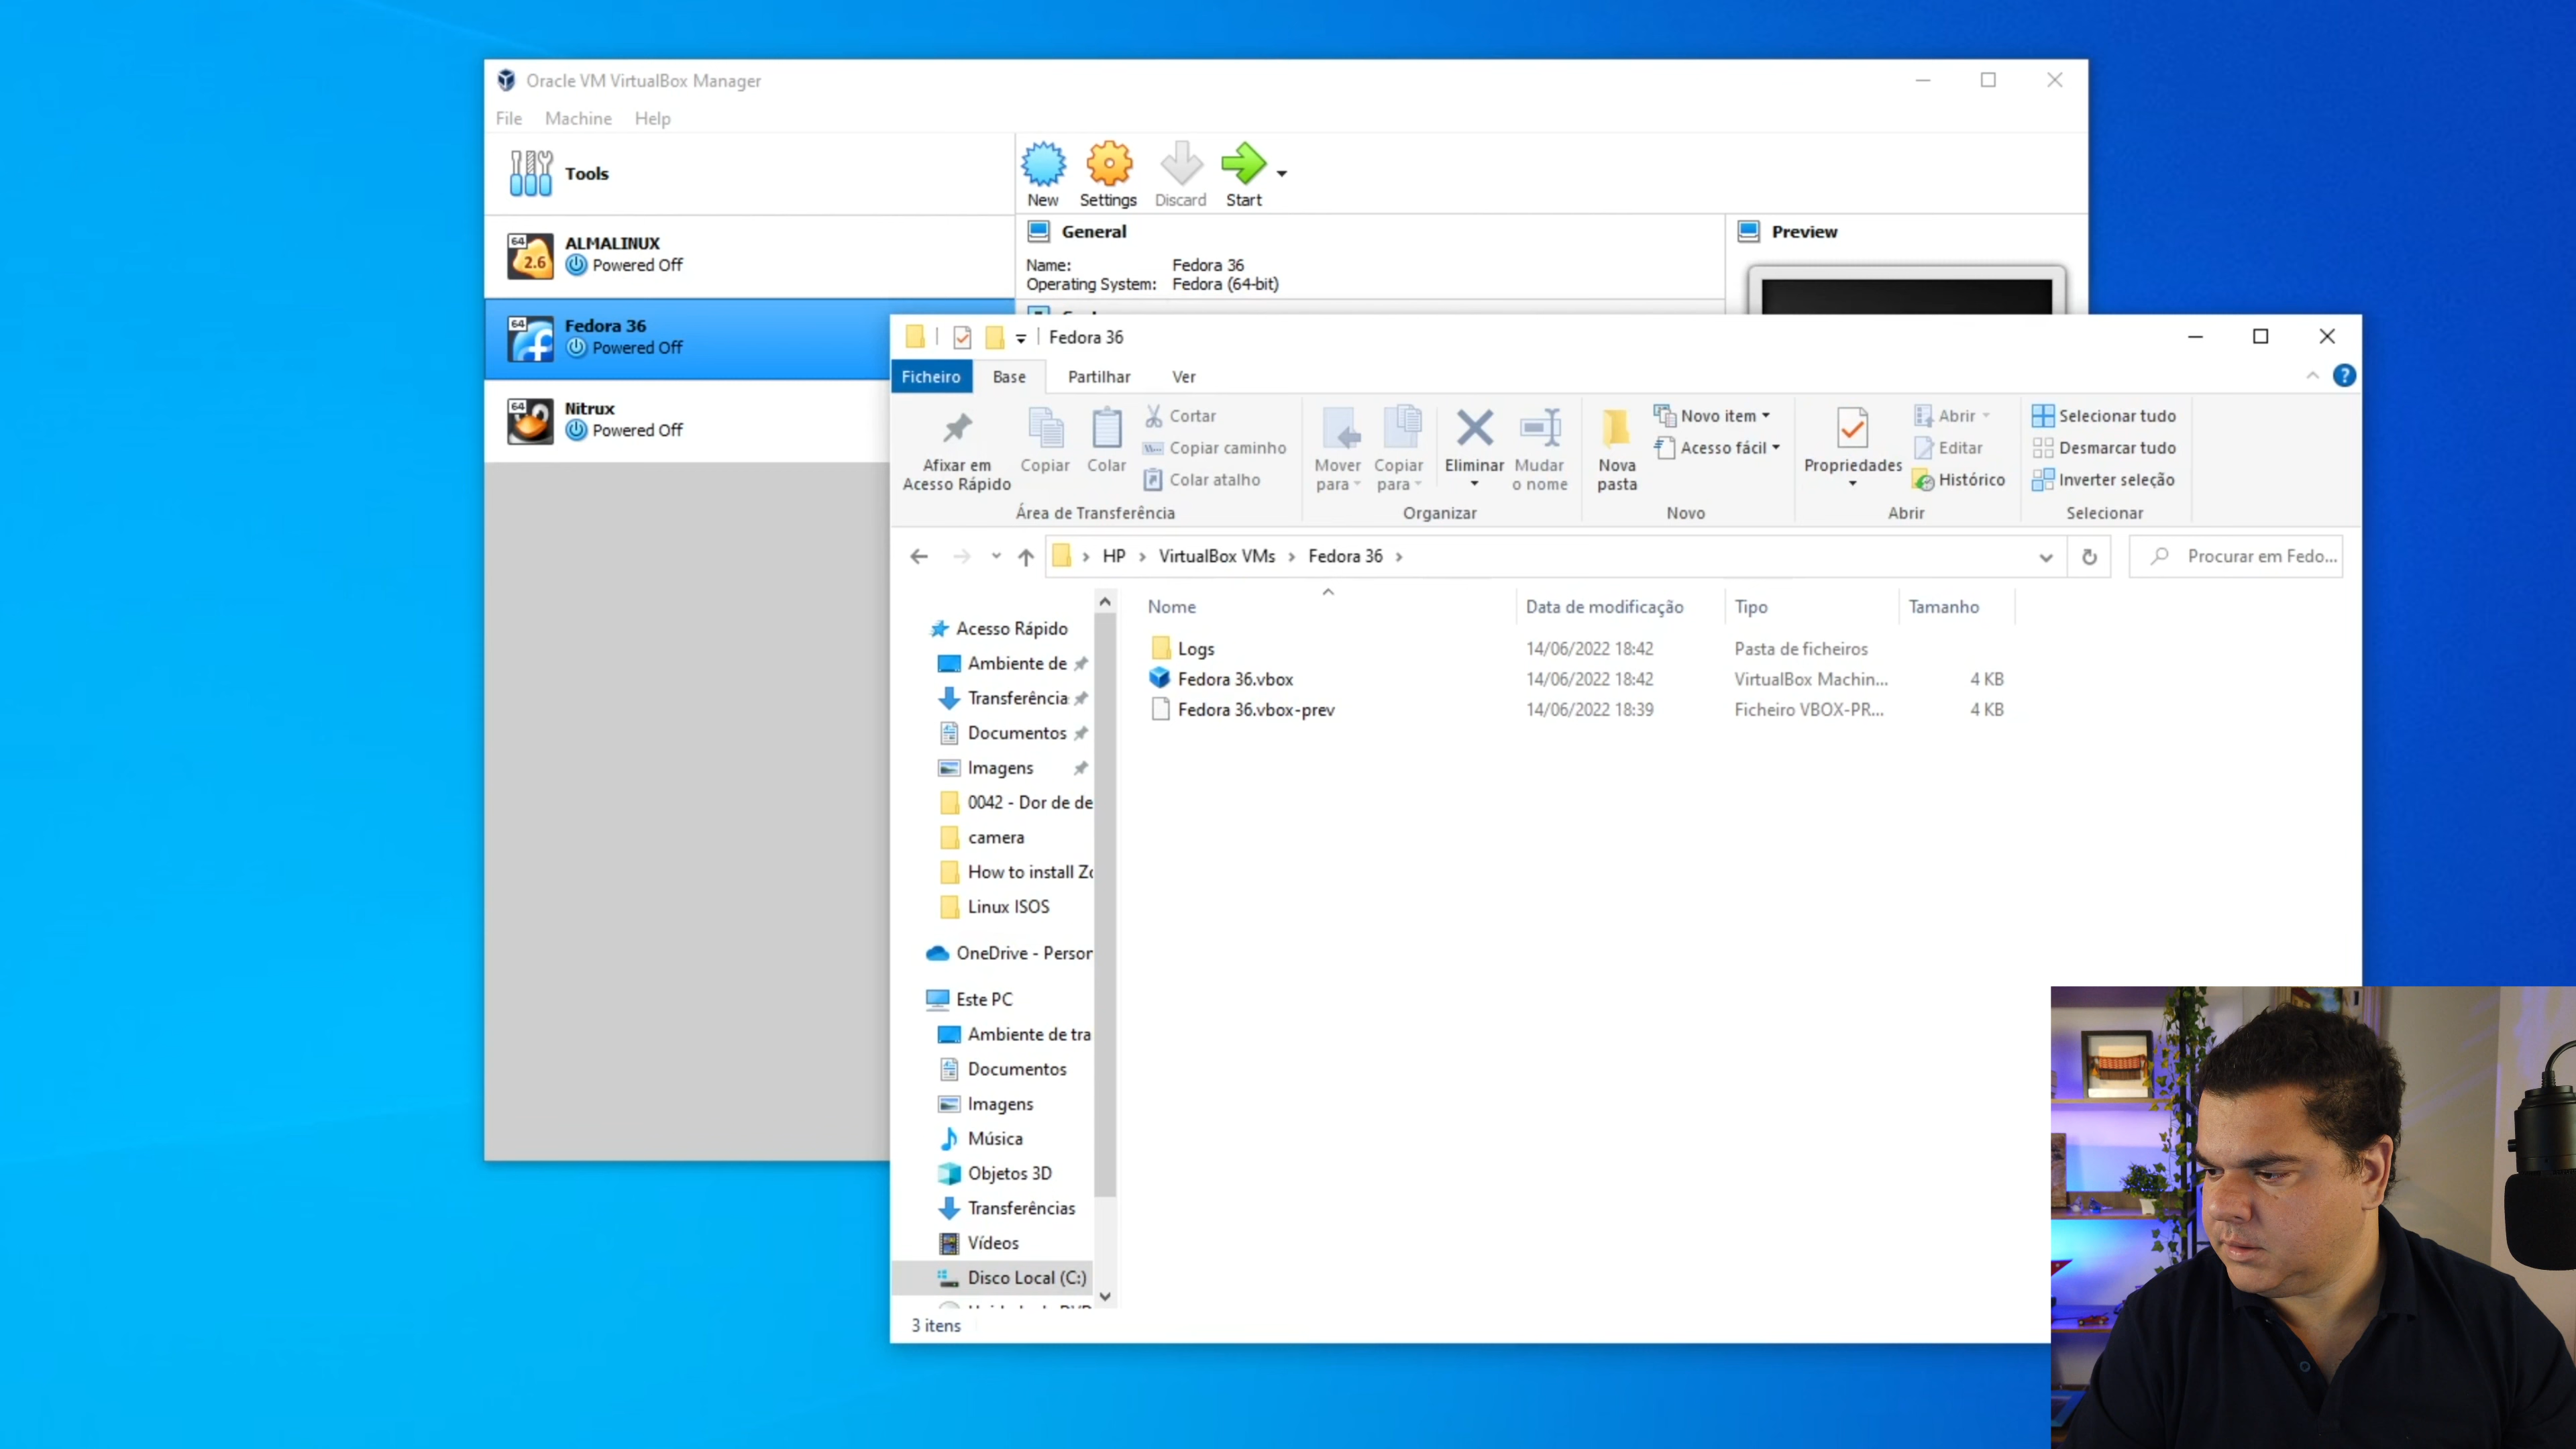 Oracle VM VirtualBox Manager
File Machine Help
Tools
New Settings Discard Start
64 2.6 ALMALINUX
Powered Off
64 Fedora 36
Powered Off
64 Nitrux
Powered Off
General
Name: Fedora 36
Operating System: Fedora (64-bit)
Preview
Fedora 36
Ficheiro Base Partilhar Ver
Afixar em Acesso Rápido
Copiar
Colar
Cortar
Copiar caminho
Colar atalho
Área de Transferência
Mover para
Copiar para
Eliminar
Mudar o nome
Organizar
Nova pasta
Novo item
Acesso fácil
Novo
Propriedades
Abrir
Editar
Histórico
Abrir
Selecionar tudo
Desmarcar tudo
Inverter seleção
Selecionar
HP VirtualBox VMs Fedora 36
Procurar em Fedo...
Nome Data de modificação Tipo Tamanho
Logs 14/06/2022 18:42 Pasta de ficheiros
Fedora 36.vbox 14/06/2022 18:42 VirtualBox Machin... 4 KB
Fedora 36.vbox-prev 14/06/2022 18:39 Ficheiro VBOX-PR... 4 KB
Acesso Rápido
Ambiente de
Transferência
Documentos
Imagens
0042 - Dor de de
camera
How to install Zo
Linux ISOS
OneDrive - Person
Este PC
Ambiente de tra
Documentos
Imagens
Música
Objetos 3D
Transferências
Vídeos
Disco Local (C:)
3 itens